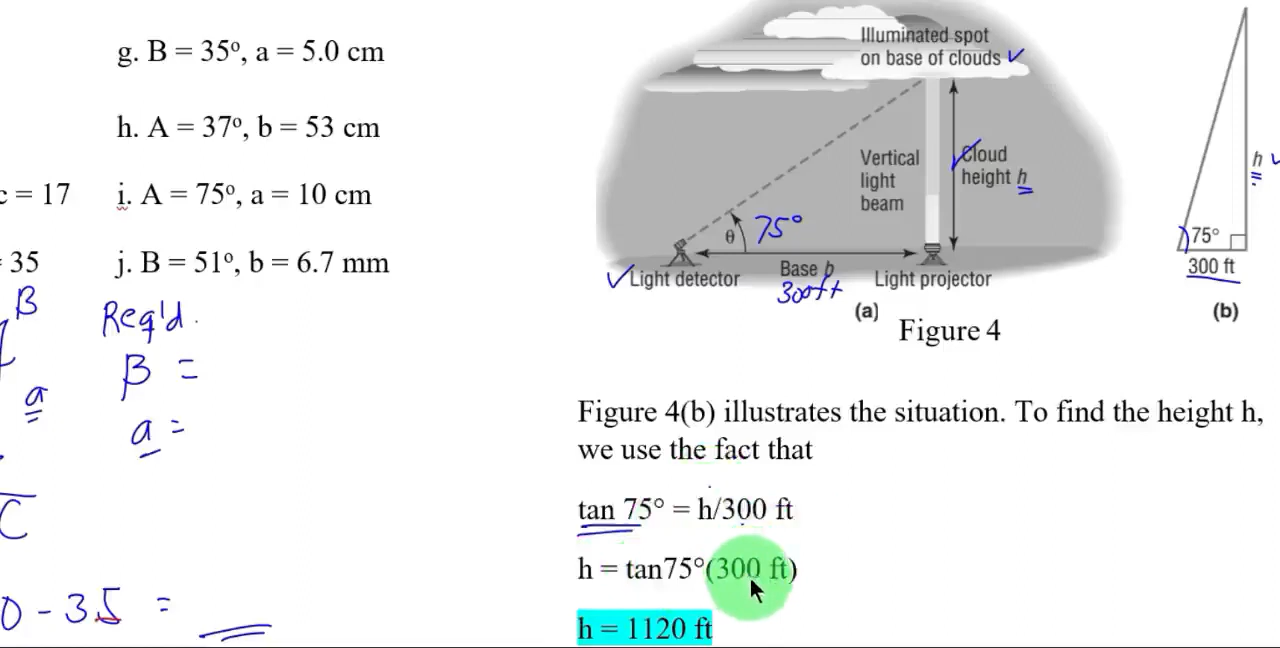 g. B = 35º, a = 5.0 cm
h. A = 37º, b = 53 cm
c = 17 i. A = 75º, a = 10 cm
35 j. B = 51º, b = 6.7 mm
B Req'd.
B =
a
a =
C
0 - 35 =
Illuminated spot
on base of clouds
Vertical
light
beam
Cloud
height h
θ 75°
Light detector
Base b
300ft
Light projector
(a)
Figure 4
h
75°
300 ft
(b)
Figure 4(b) illustrates the situation. To find the height h,
we use the fact that
tan 75° = h/300 ft
h = tan75°(300 ft)
h = 1120 ft